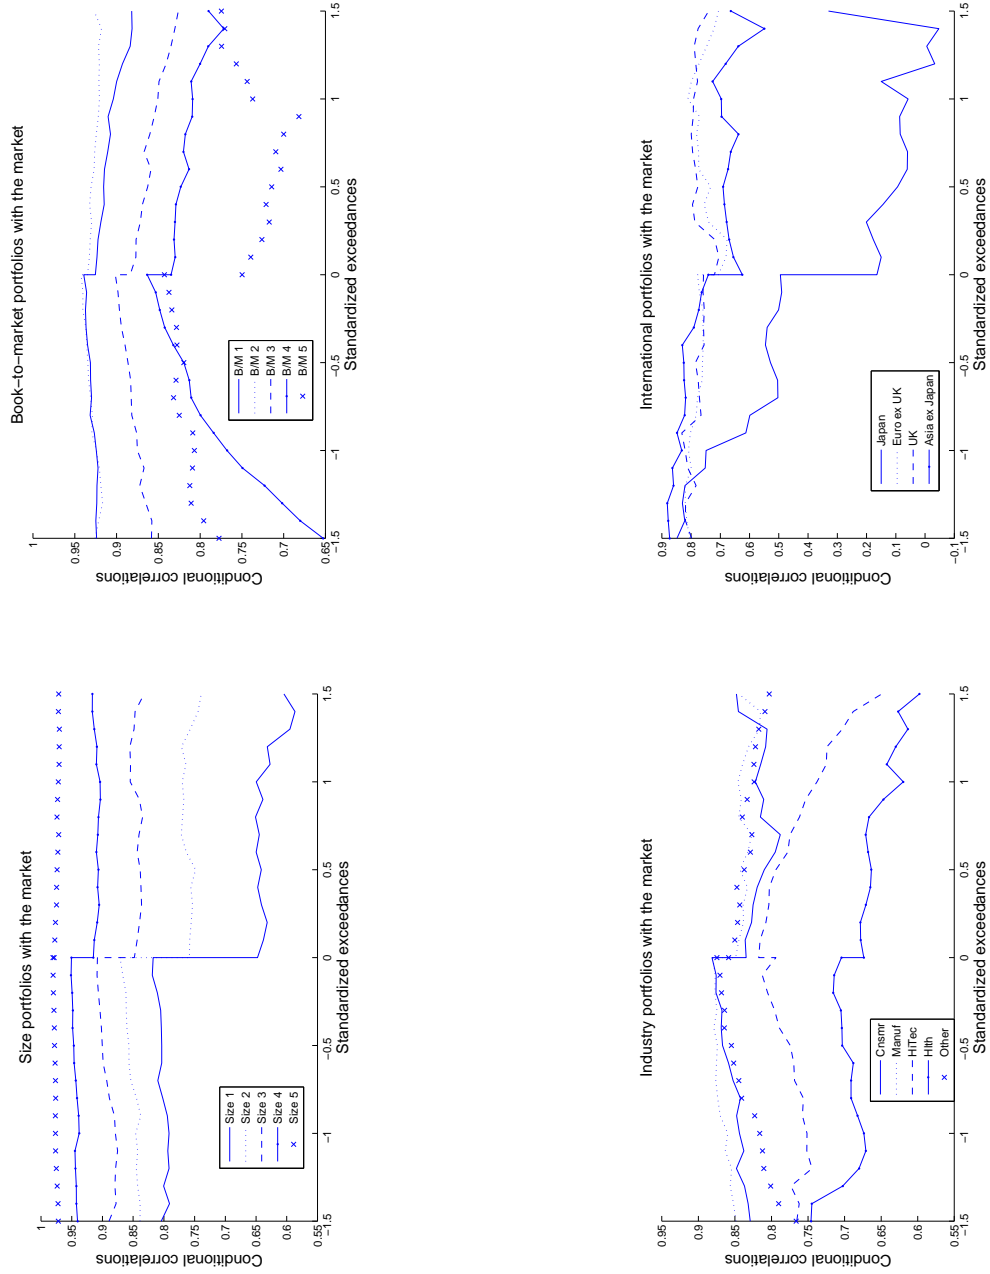 Size portfolios with the market
Conditional correlations
1
0.95
0.9
0.85
0.8
0.75
0.7
0.65
0.6
0.55
−1.5
−1
−0.5
0
0.5
1
1.5
Standardized exceedances
Size 1
Size 2
Size 3
Size 4
Size 5
Book−to−market portfolios with the market
Conditional correlations
1
0.95
0.9
0.85
0.8
0.75
0.7
0.65
−1.5
−1
−0.5
0
0.5
1
1.5
Standardized exceedances
B/M 1
B/M 2
B/M 3
B/M 4
B/M 5
Industry portfolios with the market
Conditional correlations
0.95
0.9
0.85
0.8
0.75
0.7
0.65
0.6
0.55
−1.5
−1
−0.5
0
0.5
1
1.5
Standardized exceedances
Cnsmr
Manuf
HiTec
Hlth
Other
International portfolios with the market
Conditional correlations
0.9
0.8
0.7
0.6
0.5
0.4
0.3
0.2
0.1
0
−0.1
−1.5
−1
−0.5
0
0.5
1
1.5
Standardized exceedances
Japan
Euro ex UK
UK
Asia ex Japan